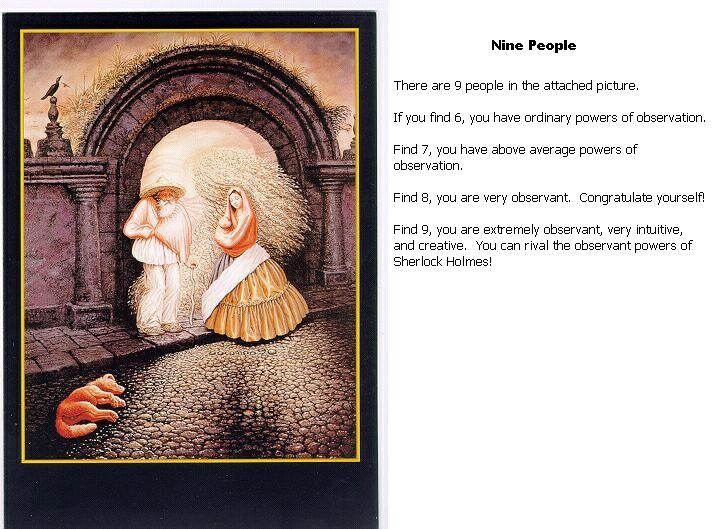 Nine People
There are 9 people in the attached picture.
If you find 6, you have ordinary powers of observation.
Find 7, you have above average powers of
observation.
Find 8, you are very observant.  Congratulate yourself!
Find 9, you are extremely observant, very intuitive,
and creative.  You can rival the observant powers of
Sherlock Holmes!